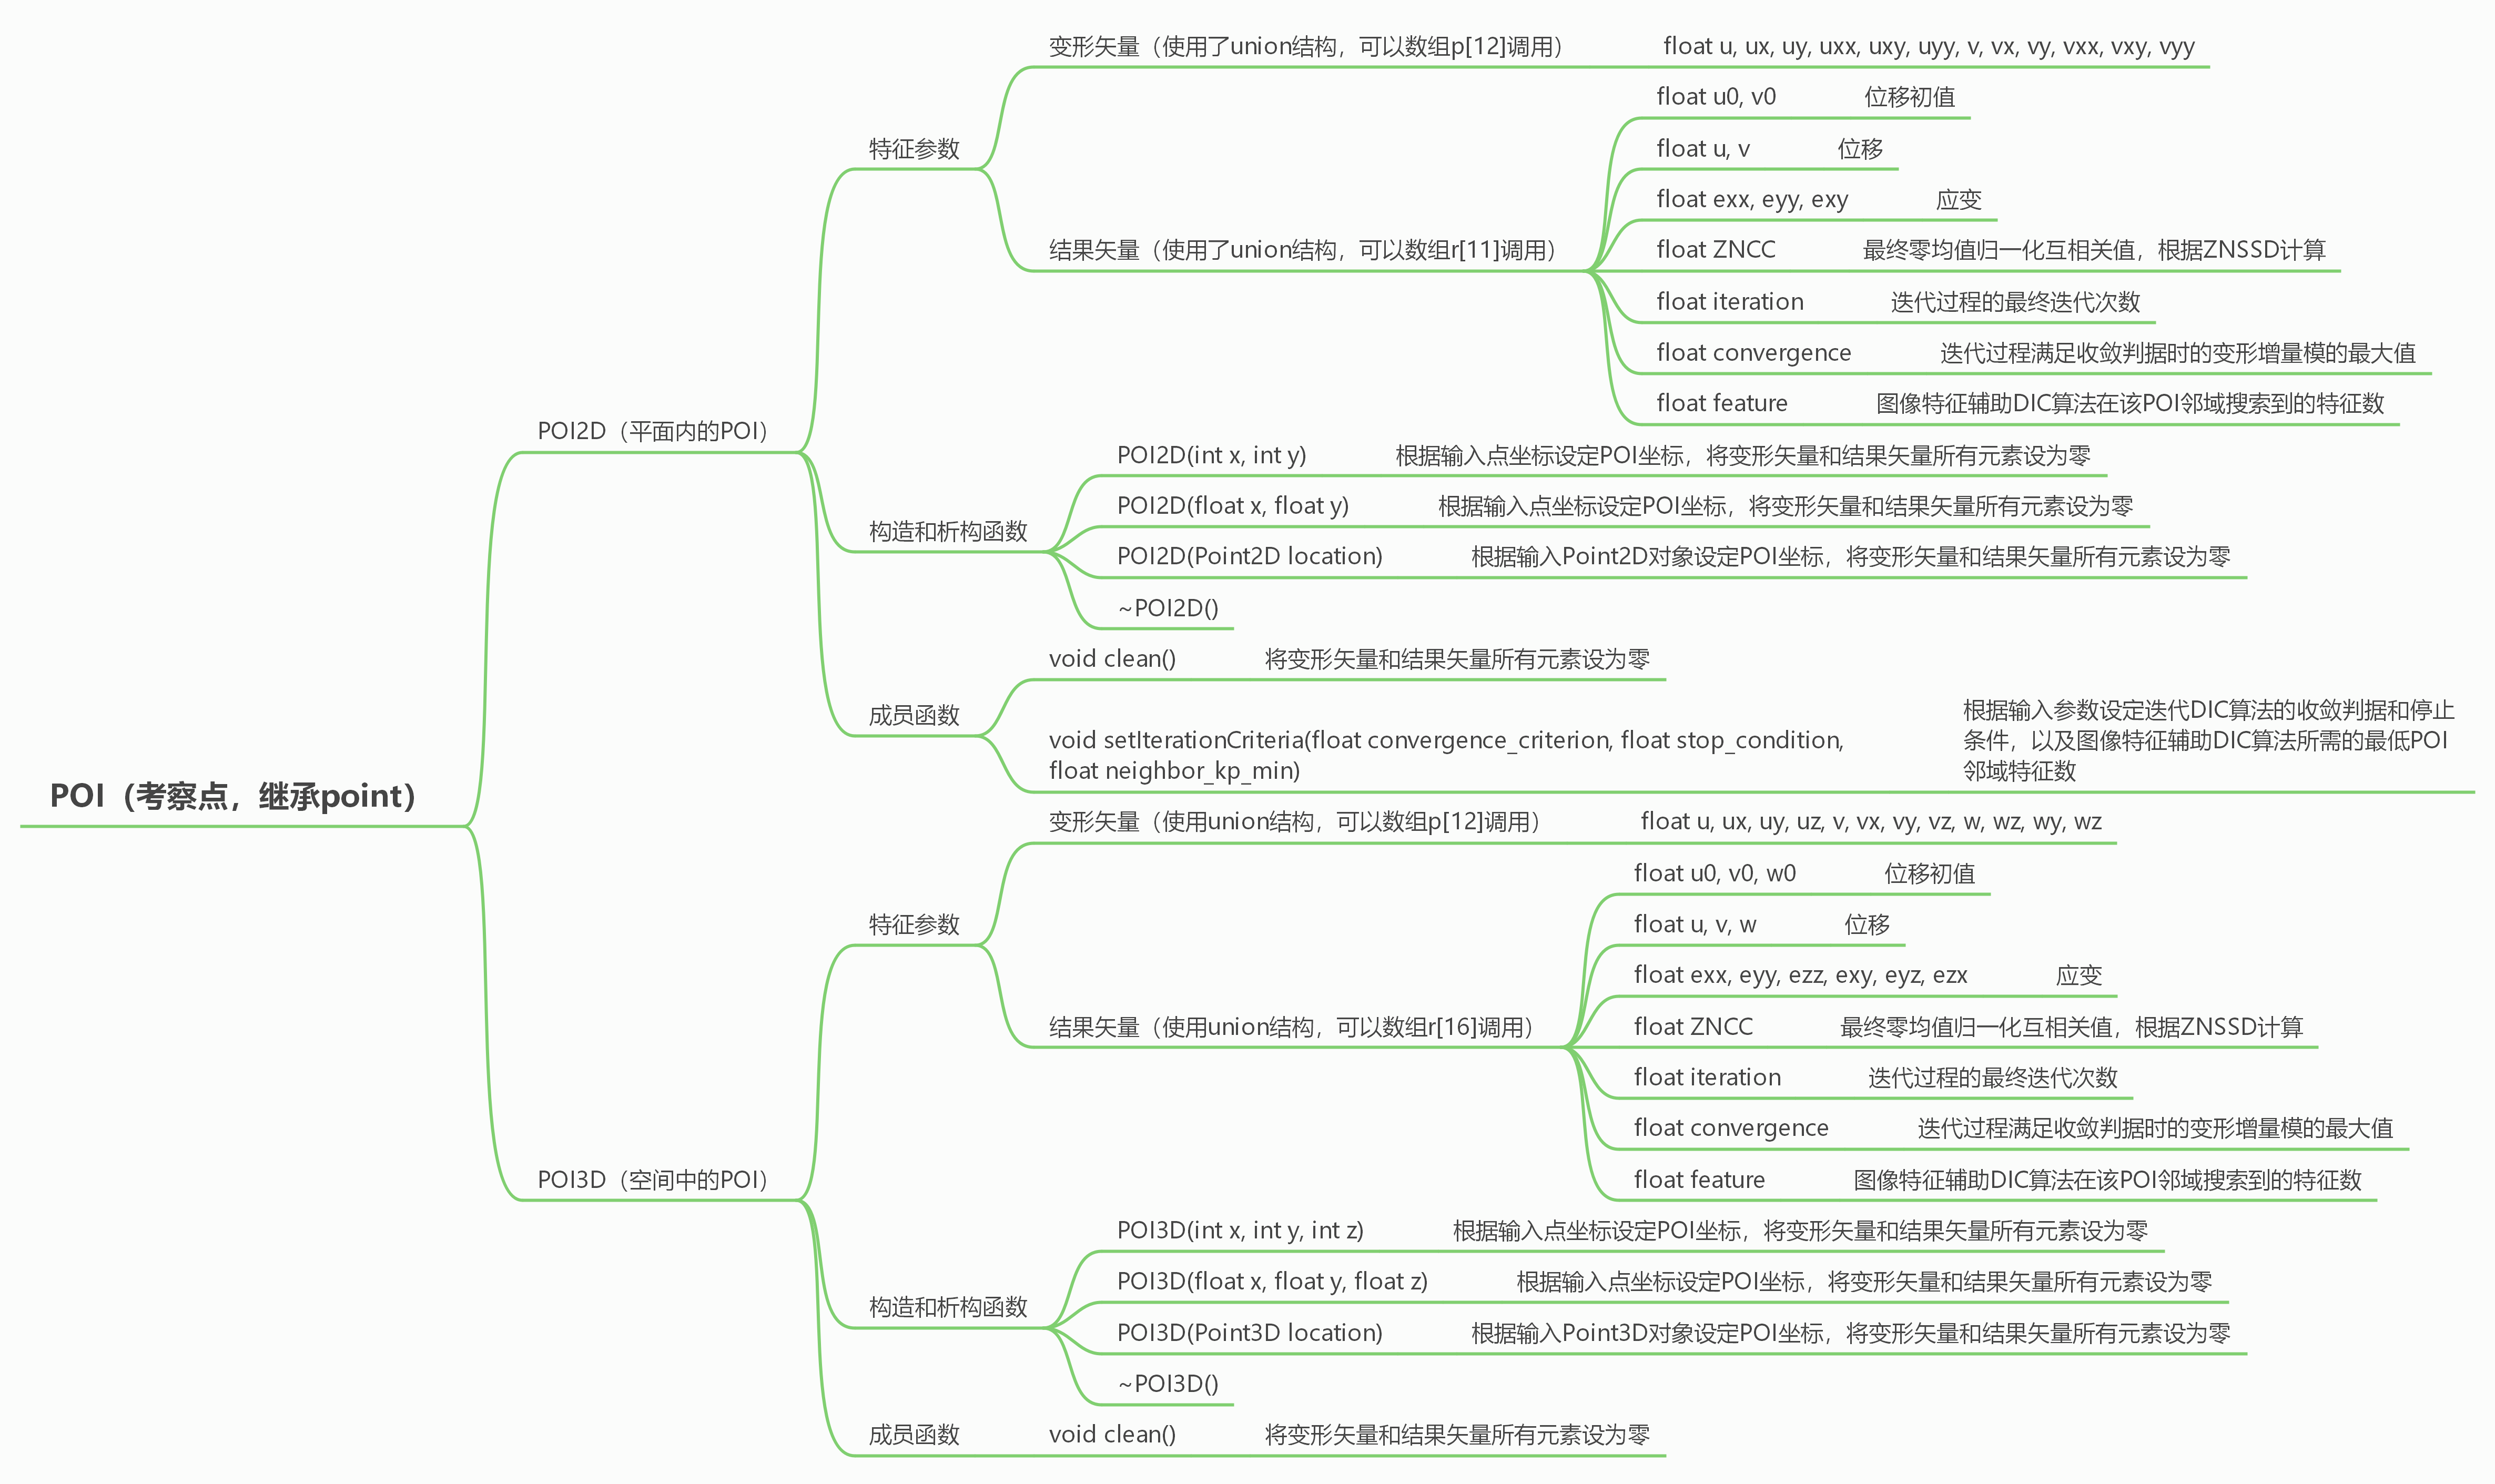 POI（考察点，继承point）
POI2D（平面内的POI）
特征参数
变形矢量（使用了union结构，可以数组p[12]调用）
float u, ux, uy, uxx, uxy, uyy, v, vx, vy, vxx, vxy, vyy
结果矢量（使用了union结构，可以数组r[11]调用）
float u0, v0 位移初值
float u, v 位移
float exx, eyy, exy 应变
float ZNCC 最终零均值归一化互相关值，根据ZNSSD计算
float iteration 迭代过程的最终迭代次数
float convergence 迭代过程满足收敛判据时的变形增量模的最大值
float feature 图像特征辅助DIC算法在该POI邻域搜索到的特征数
构造和析构函数
POI2D(int x, int y) 根据输入点坐标设定POI坐标，将变形矢量和结果矢量所有元素设为零
POI2D(float x, float y) 根据输入点坐标设定POI坐标，将变形矢量和结果矢量所有元素设为零
POI2D(Point2D location) 根据输入Point2D对象设定POI坐标，将变形矢量和结果矢量所有元素设为零
~POI2D()
成员函数
void clean() 将变形矢量和结果矢量所有元素设为零
void setIterationCriteria(float convergence_criterion, float stop_condition,
float neighbor_kp_min)
根据输入参数设定迭代DIC算法的收敛判据和停止
条件，以及图像特征辅助DIC算法所需的最低POI
邻域特征数
POI3D（空间中的POI）
特征参数
变形矢量（使用union结构，可以数组p[12]调用）
float u, ux, uy, uz, v, vx, vy, vz, w, wz, wy, wz
结果矢量（使用union结构，可以数组r[16]调用）
float u0, v0, w0 位移初值
float u, v, w 位移
float exx, eyy, ezz, exy, eyz, ezx 应变
float ZNCC 最终零均值归一化互相关值，根据ZNSSD计算
float iteration 迭代过程的最终迭代次数
float convergence 迭代过程满足收敛判据时的变形增量模的最大值
float feature 图像特征辅助DIC算法在该POI邻域搜索到的特征数
构造和析构函数
POI3D(int x, int y, int z) 根据输入点坐标设定POI坐标，将变形矢量和结果矢量所有元素设为零
POI3D(float x, float y, float z) 根据输入点坐标设定POI坐标，将变形矢量和结果矢量所有元素设为零
POI3D(Point3D location) 根据输入Point3D对象设定POI坐标，将变形矢量和结果矢量所有元素设为零
~POI3D()
成员函数
void clean() 将变形矢量和结果矢量所有元素设为零